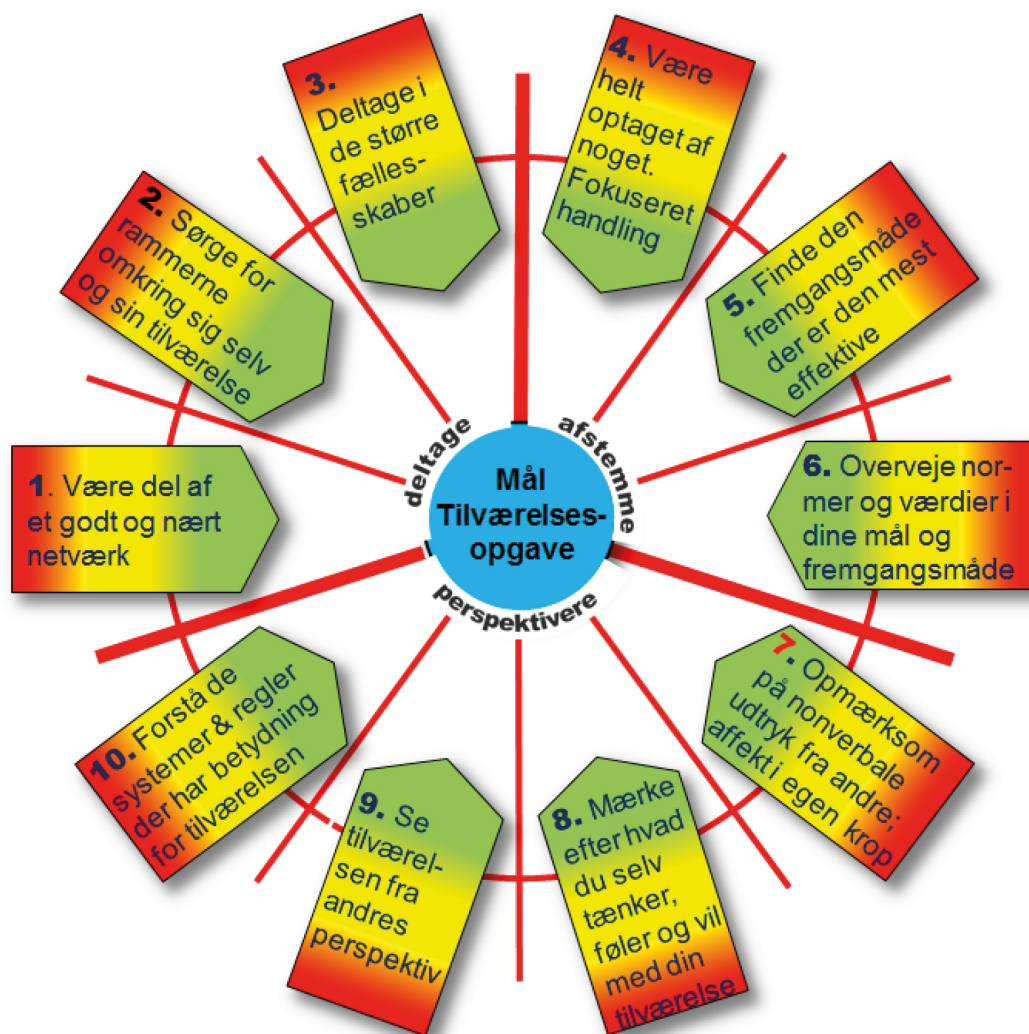 1. Være del af
et godt og nært
netværk
2. Sørge for
rammerne
omkring sig selv
og sin tilværelse
3.
Deltage i
de større
fælles-
skaber
4. Være
helt
optaget af
noget.
Fokuseret
handling
5. Finde den
fremgangsmåde
der er den mest
effektive
6. Overveje nor-
mer og værdier i
dine mål og
fremgangsmåde
7. Opmærksom
på nonverbale
udtryk fra andre;
affekt i egen krop
8. Mærke
efter hvad
du selv
tænker,
føler og vil
med din
tilværelse
9. Se
tilværel-
sen fra
andres
perspektiv
10. Forstå de
systemer & regler
der har betydning
for tilværelsen
deltage
afstemme
perspektivere
Mål
Tilværelses-
opgave